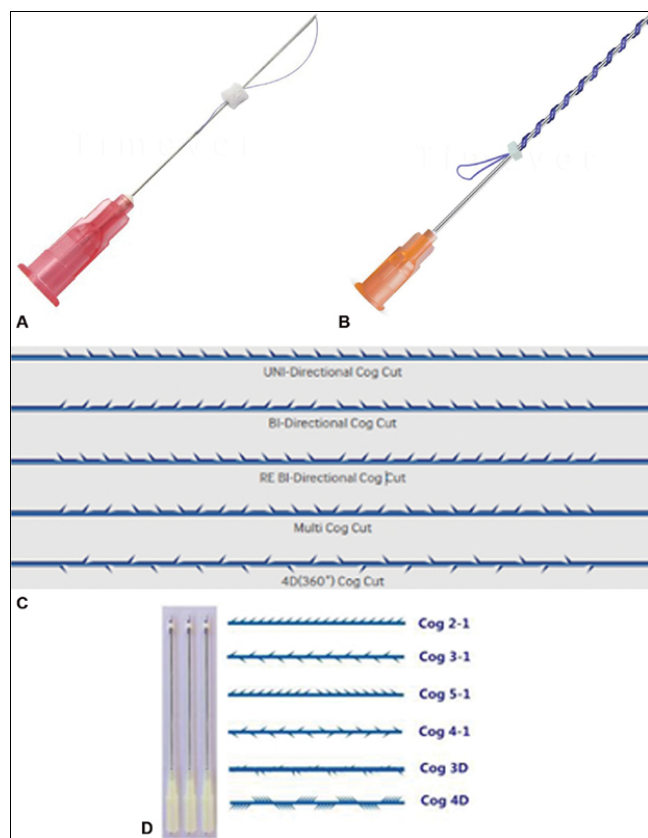 Timever
A
B
UNI-Directional Cog Cut
BI-Directional Cog Cut
RE BI-Directional Cog Cut
Multi Cog Cut
4D(360°) Cog Cut
C
Cog 2-1
Cog 3-1
Cog 5-1
Cog 4-1
Cog 3D
Cog 4D
D